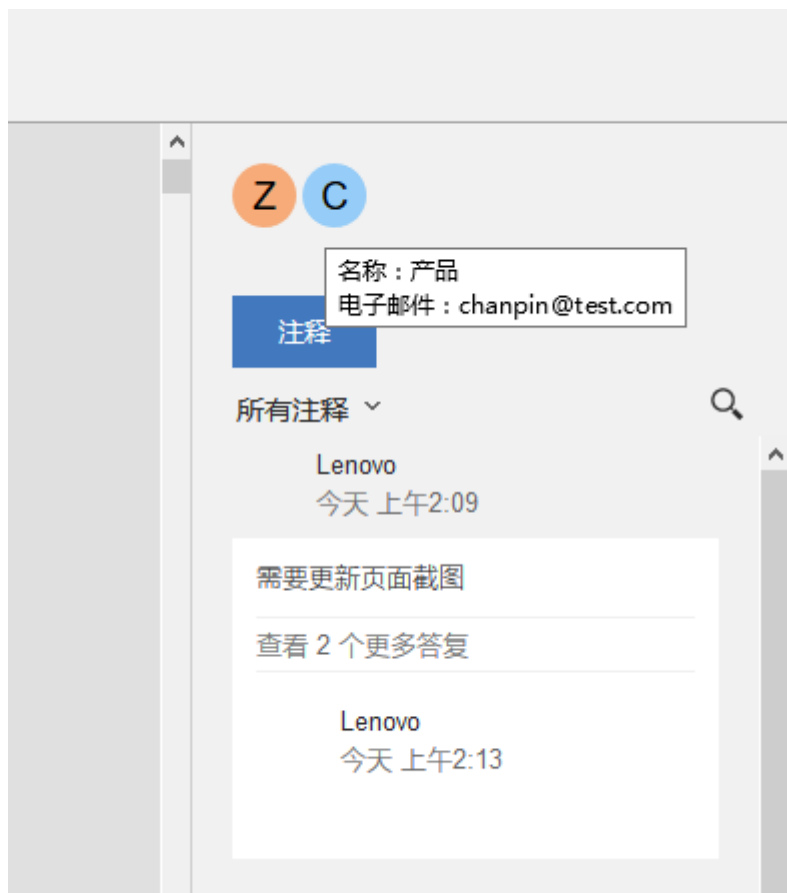 Z C
名称：产品
电子邮件：chanpin@test.com
注释
所有注释
Lenovo
今天 上午2:09
需要更新页面截图
查看 2 个更多答复
Lenovo
今天 上午2:13